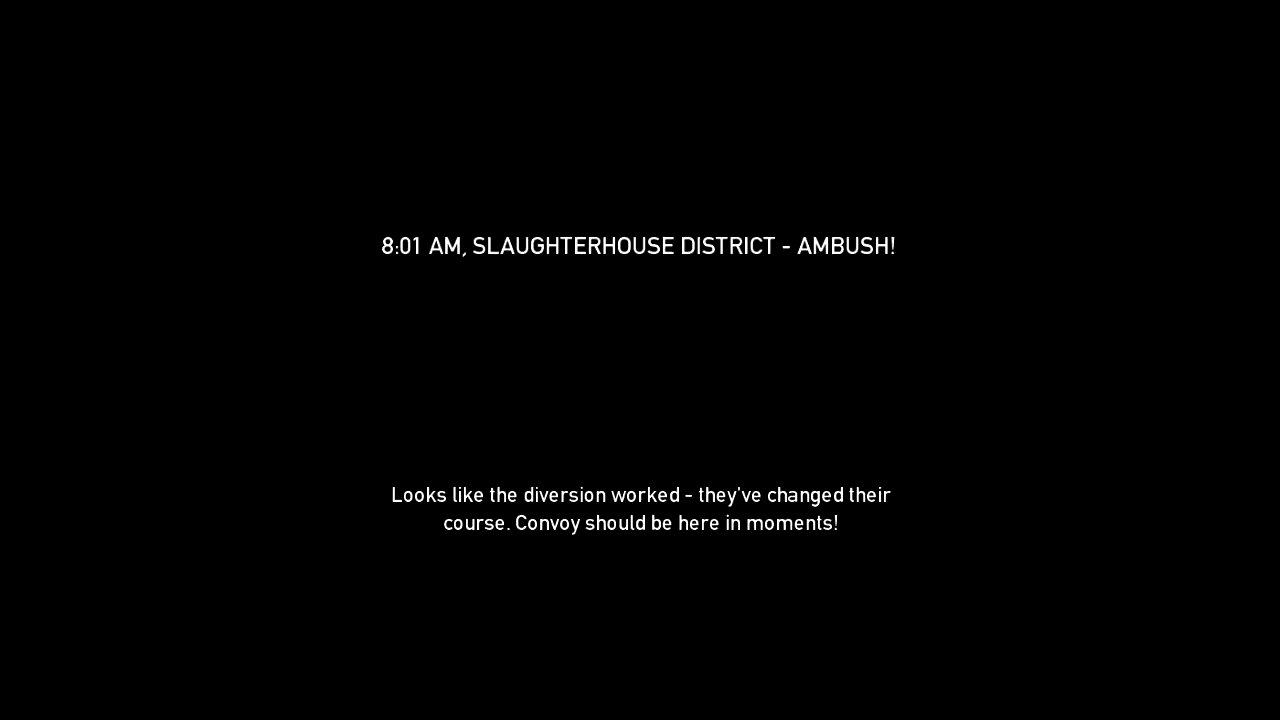 8:01 AM, SLAUGHTERHOUSE DISTRICT - AMBUSH!
Looks like the diversion worked - they've changed their
course. Convoy should be here in moments!